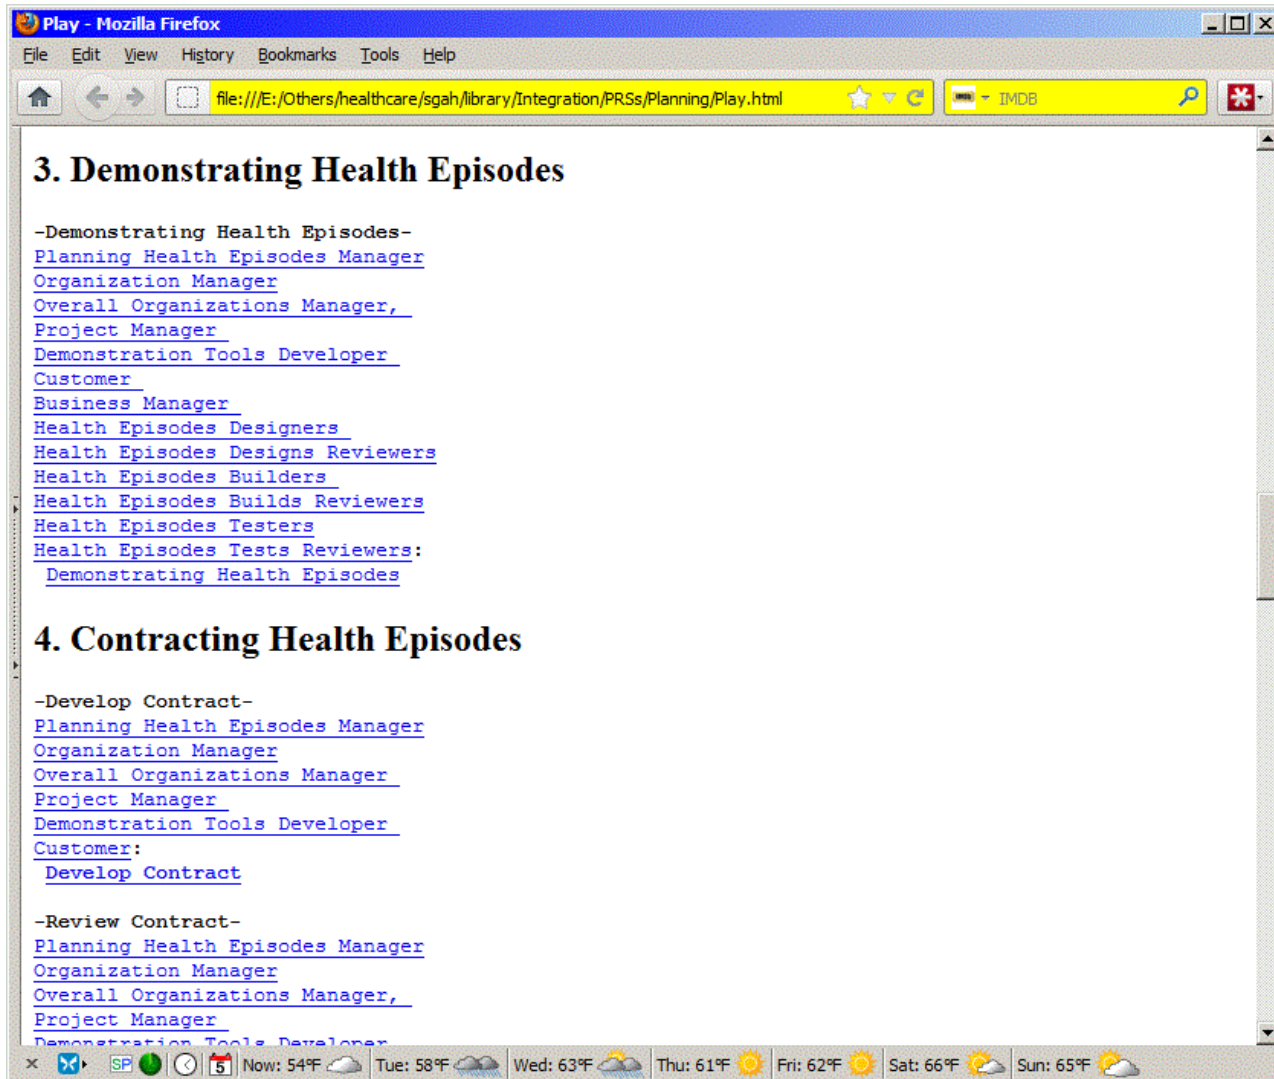 Play - Mozilla Firefox
File Edit View History Bookmarks Tools Help
file:///E:/Others/healthcare/sgah/library/Integration/PRSs/Planning/Play.html IMDB
3. Demonstrating Health Episodes
-Demonstrating Health Episodes-
Planning Health Episodes Manager
Organization Manager
Overall Organizations Manager,
Project Manager
Demonstration Tools Developer
Customer
Business Manager
Health Episodes Designers
Health Episodes Designs Reviewers
Health Episodes Builders
Health Episodes Builds Reviewers
Health Episodes Testers
Health Episodes Tests Reviewers:
Demonstrating Health Episodes
4. Contracting Health Episodes
-Develop Contract-
Planning Health Episodes Manager
Organization Manager
Overall Organizations Manager
Project Manager
Demonstration Tools Developer
Customer:
Develop Contract
-Review Contract-
Planning Health Episodes Manager
Organization Manager
Overall Organizations Manager,
Project Manager
Demonstration Tools Developer
SP 5 Now: 54°F Tue: 58°F Wed: 63°F Thu: 61°F Fri: 62°F Sat: 66°F Sun: 65°F